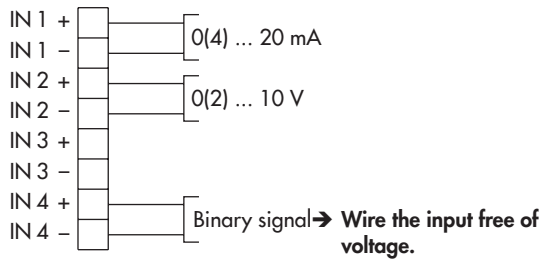 IN 1 +
0(4) ... 20 mA
IN 1 –
IN 2 +
0(2) ... 10 V
IN 2 –
IN 3 +
IN 3 –
IN 4 +
Binary signal➔ Wire the input free of
voltage.
IN 4 –